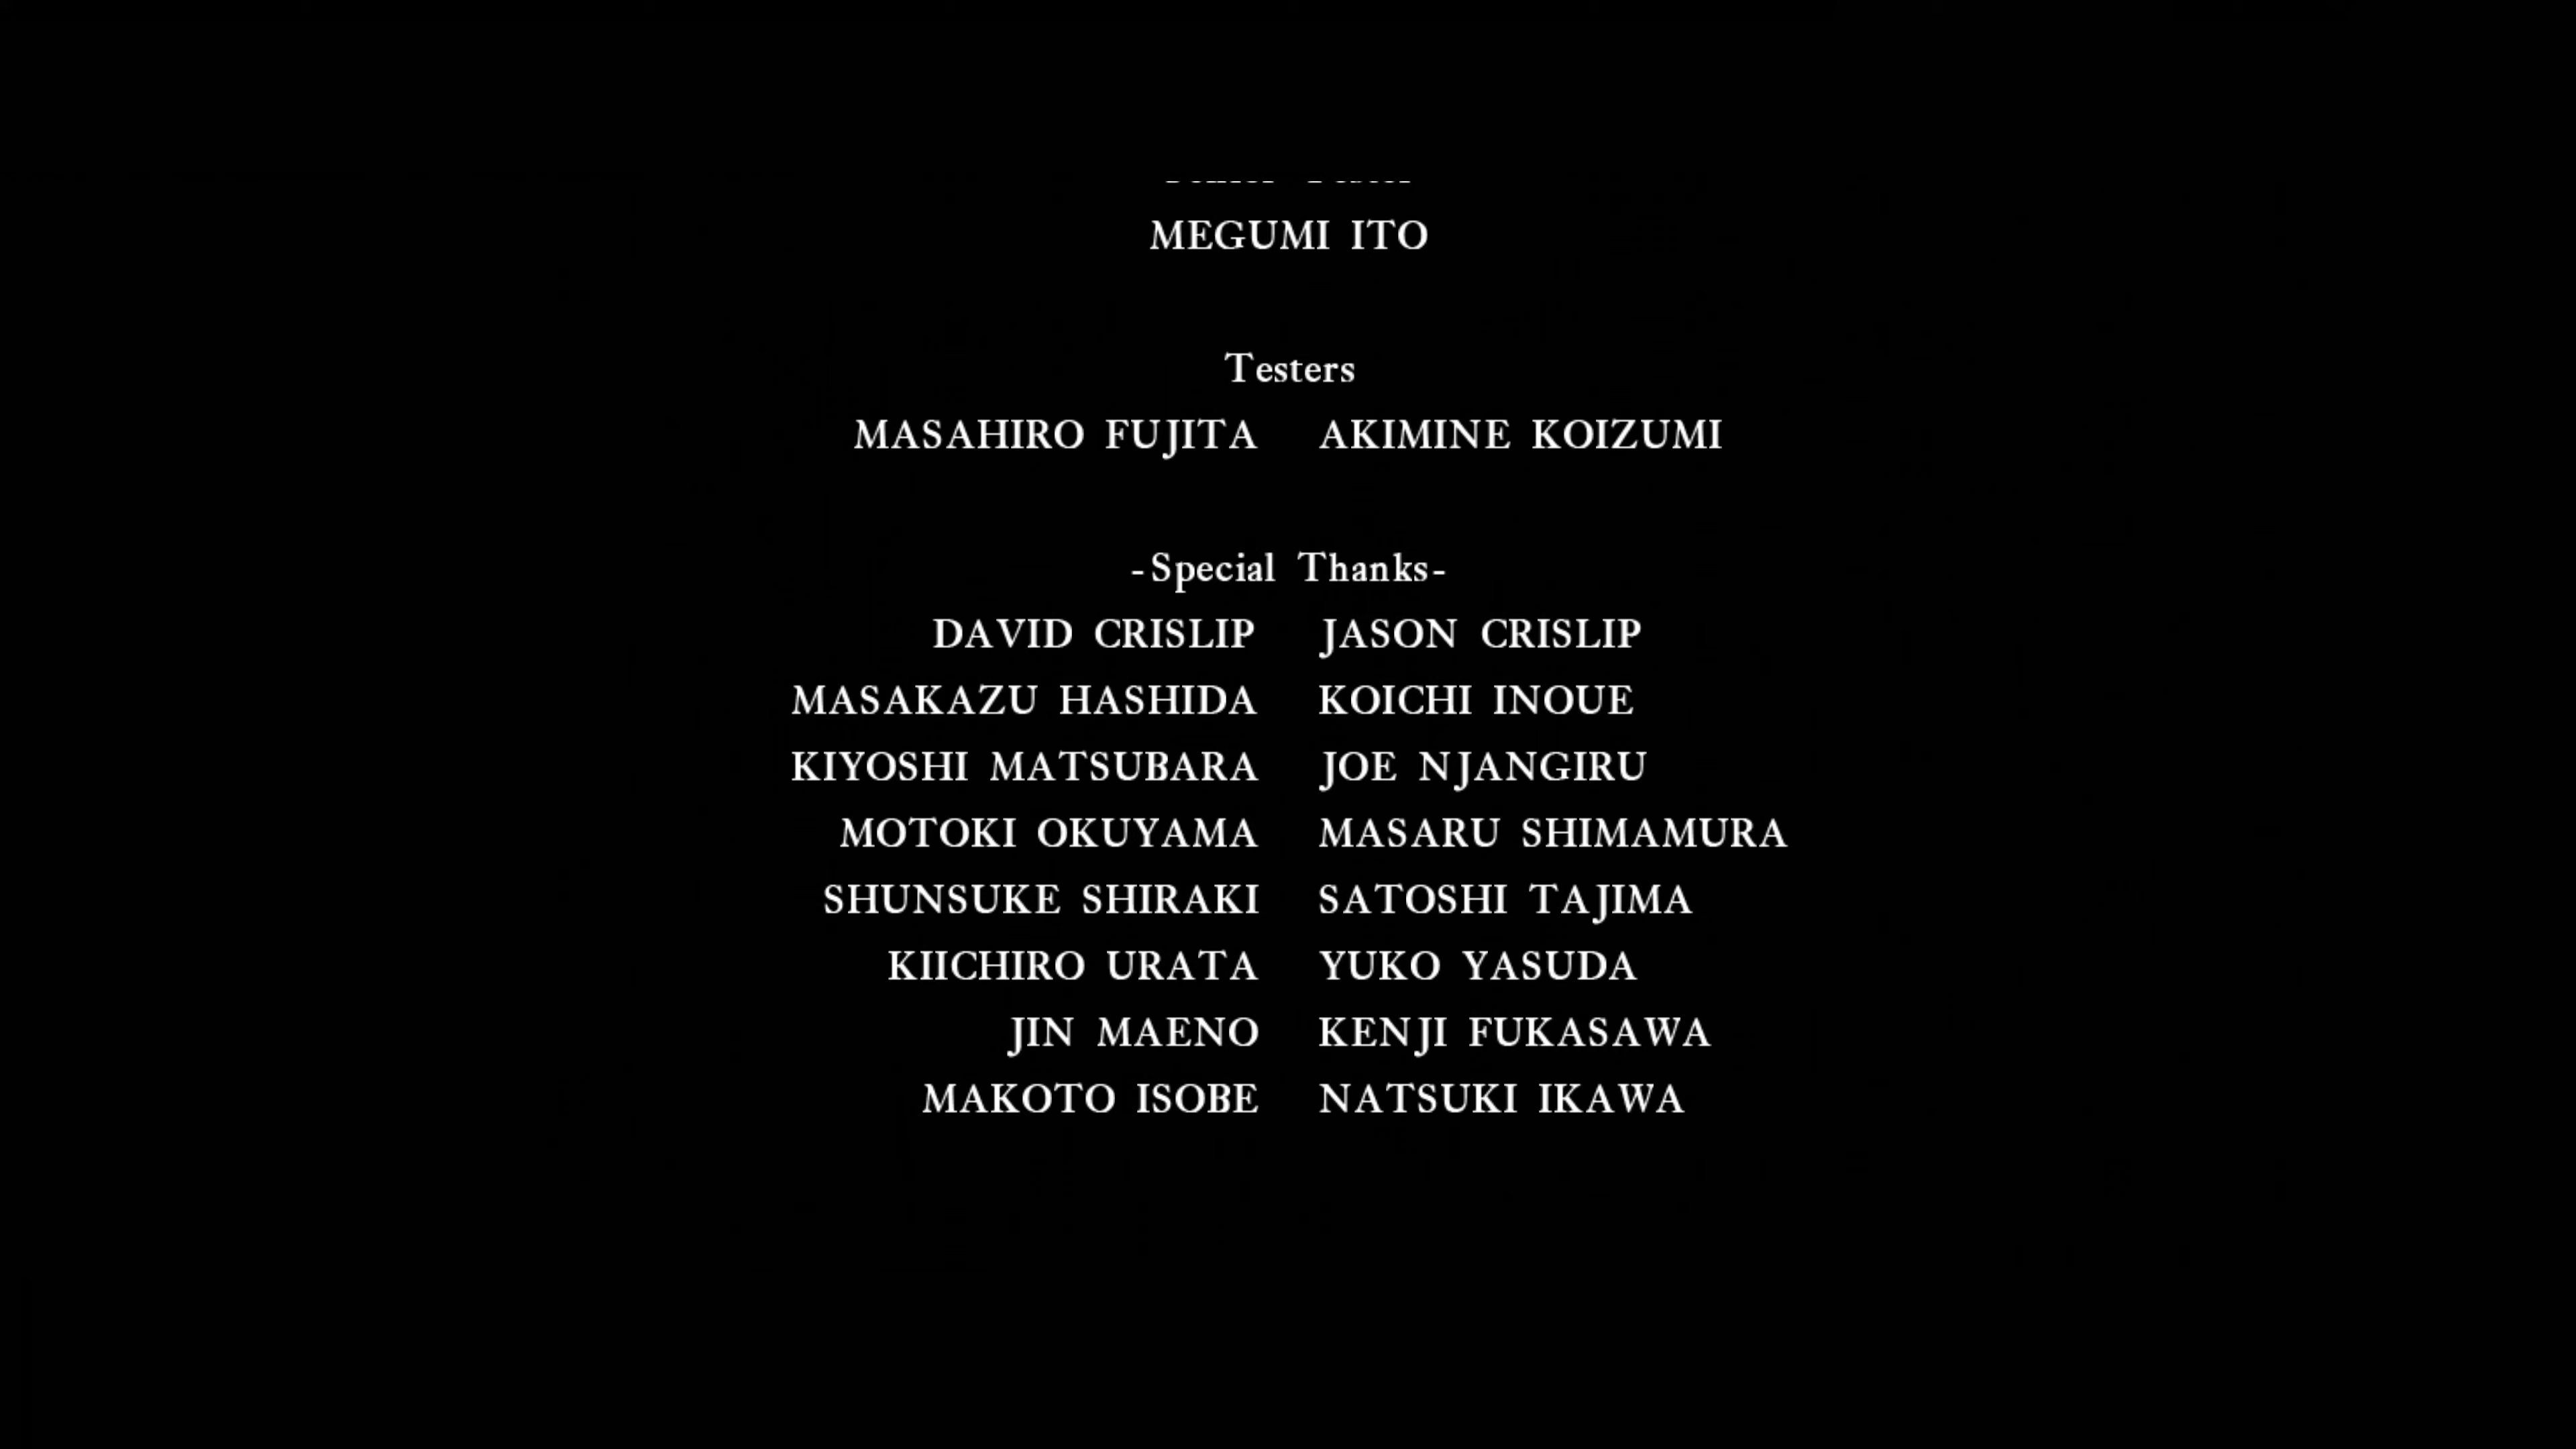 MEGUMI ITO
Testers
MASAHIRO FUJITA AKIMINE KOIZUMI
-Special Thanks-
DAVID CRISLIP JASON CRISLIP
MASAKAZU HASHIDA KOICHI INOUE
KIYOSHI MATSUBARA JOE NJANGIRU
MOTOKI OKUYAMA MASARU SHIMAMURA
SHUNSUKE SHIRAKI SATOSHI TAJIMA
KIICHIRO URATA YUKO YASUDA
JIN MAENO KENJI FUKASAWA
MAKOTO ISOBE NATSUKI IKAWA